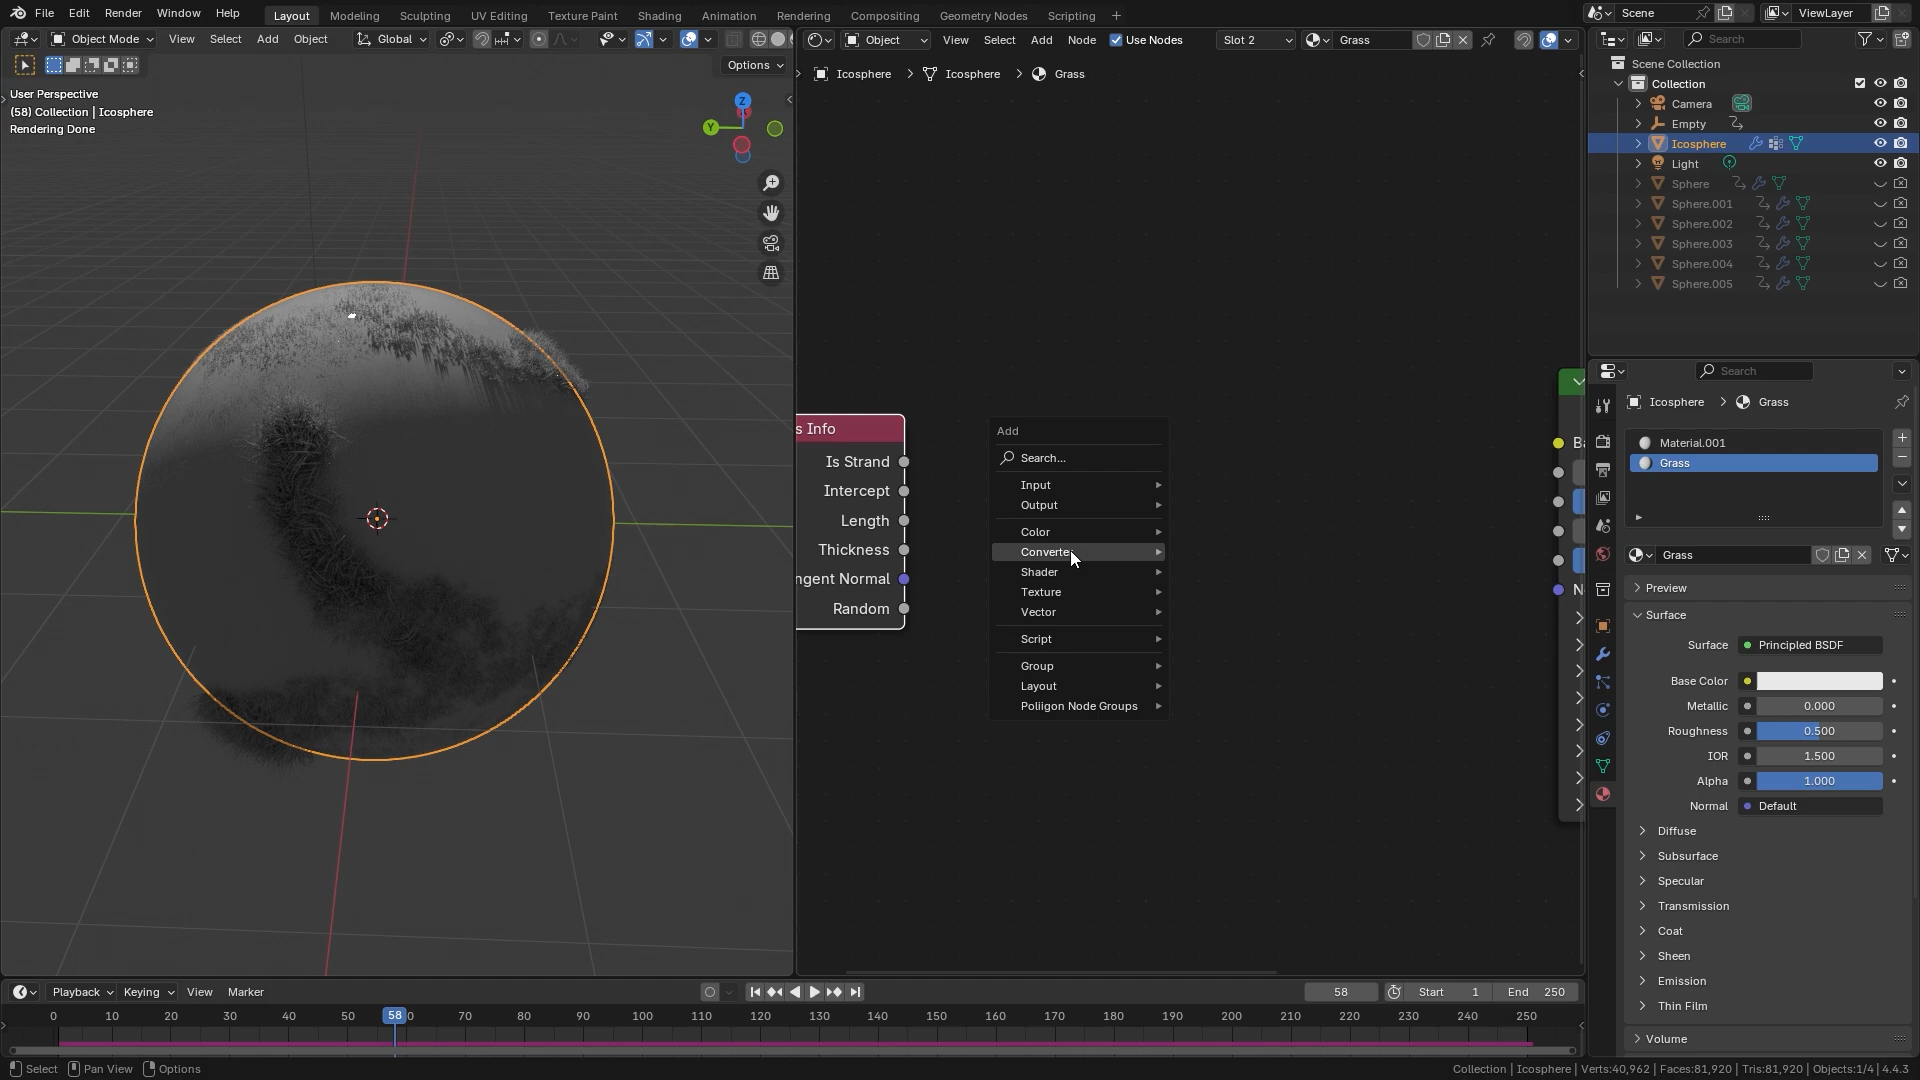 File Edit Render Window Help
Layout Modeling Sculpting UV Editing Texture Paint Shading Animation Rendering Compositing Geometry Nodes Scripting +
Scene
ViewLayer
Object Mode View Select Add Object Global
Options
Object View Select Add Node Use Nodes Slot 2 Grass
Icosphere > Icosphere > Grass
User Perspective
(58) Collection | Icosphere
Rendering Done
Z
Y
s Info
Is Strand
Intercept
Length
Thickness
ngent Normal
Random
Add
Search...
Input
Output
Color
Converte
Shader
Texture
Vector
Script
Group
Layout
Poliigon Node Groups
Ba
N
Search
Scene Collection
Collection
Camera
Empty
Icosphere
Light
Sphere
Sphere.001
Sphere.002
Sphere.003
Sphere.004
Sphere.005
Search
Icosphere > Grass
Material.001
Grass
Grass
Preview
Surface
Surface Principled BSDF
Base Color
Metallic 0.000
Roughness 0.500
IOR 1.500
Alpha 1.000
Normal Default
Diffuse
Subsurface
Specular
Transmission
Coat
Sheen
Emission
Thin Film
Volume
Playback Keying View Marker
58 Start 1 End 250
0 10 20 30 40 50 58 0 70 80 90 100 110 120 130 140 150 160 170 180 190 200 210 220 230 240 250
Select Pan View Options
Collection | Icosphere | Verts:40,962 | Faces:81,920 | Tris:81,920 | Objects:1/4 | 4.4.3